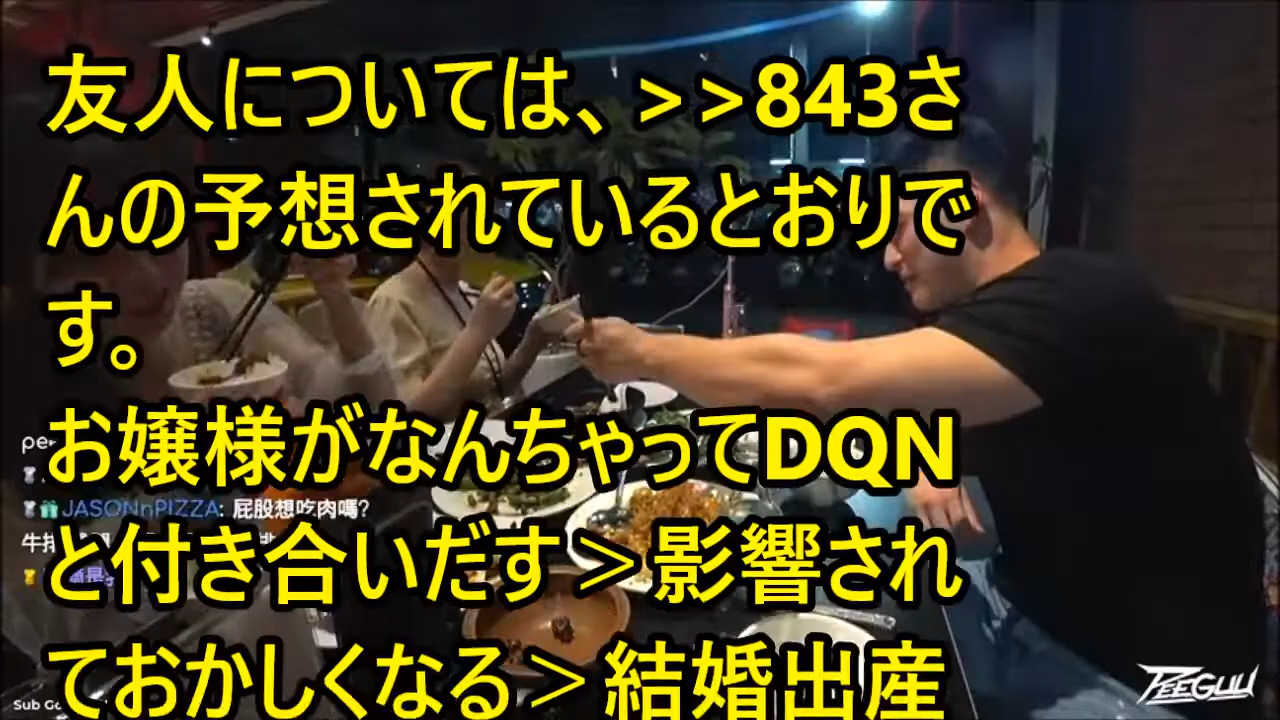 友人については、>>843さ
んの予想されているとおりで
す。
お嬢様がなんちゃってDQN
と付き合いだす＞影響され
ておかしくなる＞結婚出産
JASONnPIZZA: 屁股想吃肉嗎?
Sub Go
PEEGUU